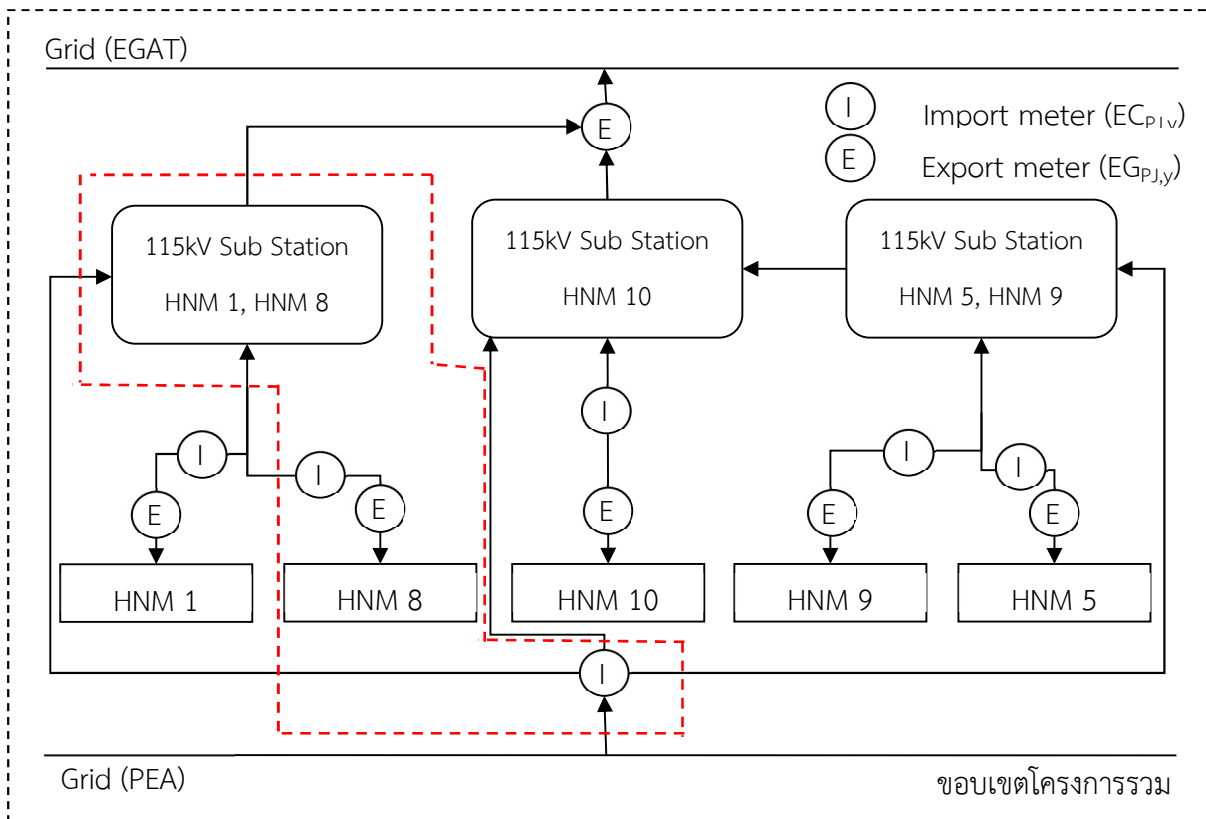 Grid (EGAT)
I Import meter (EC_PJ,y)
E Export meter (EG_PJ,y)
E
115kV Sub Station
HNM 1, HNM 8
115kV Sub Station
HNM 10
115kV Sub Station
HNM 5, HNM 9
I
I
I
I
I
E
E
E
E
E
HNM 1
HNM 8
HNM 10
HNM 9
HNM 5
I
Grid (PEA)
ขอบเขตโครงการรวม